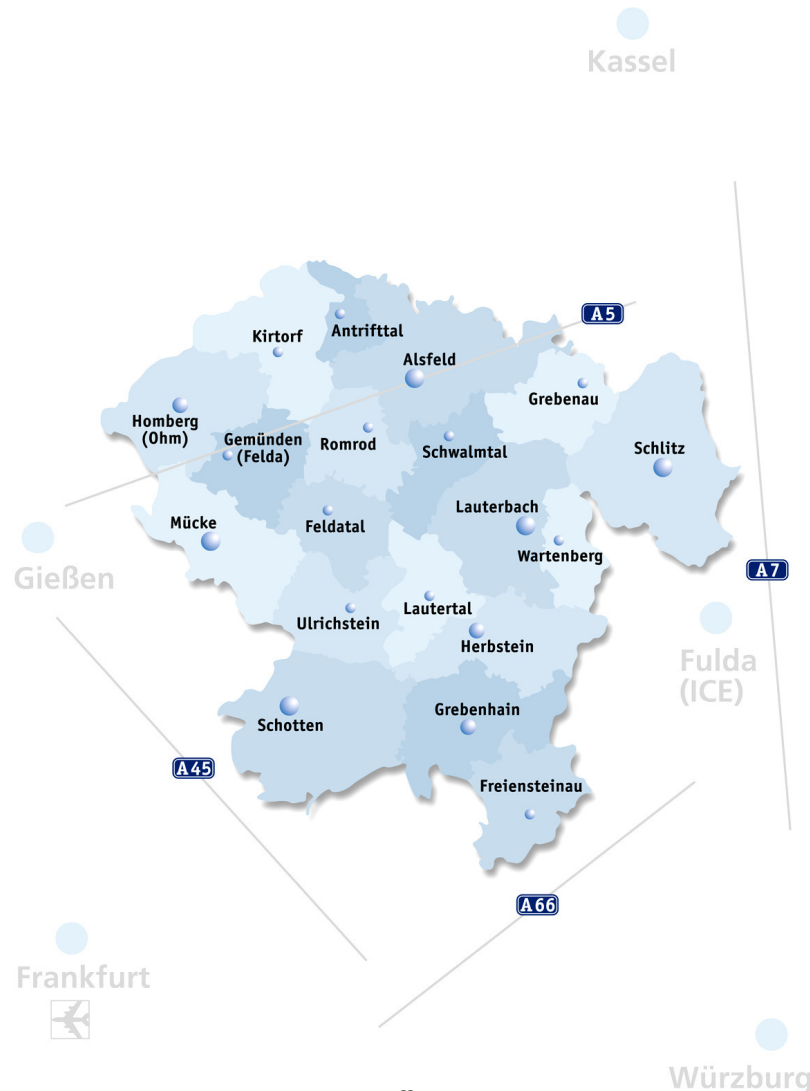 Kassel
A5
Kirtorf
Antrifttal
Alsfeld
Grebenau
Homberg
(Ohm)
Gemünden
(Felda)
Romrod
Schwalmtal
Schlitz
Mücke
Feldatal
Lauterbach
Wartenberg
A7
Gießen
Ulrichstein
Lautertal
Herbstein
Fulda
(ICE)
Schotten
Grebenhain
A45
Freiensteinau
A66
Frankfurt
Würzburg